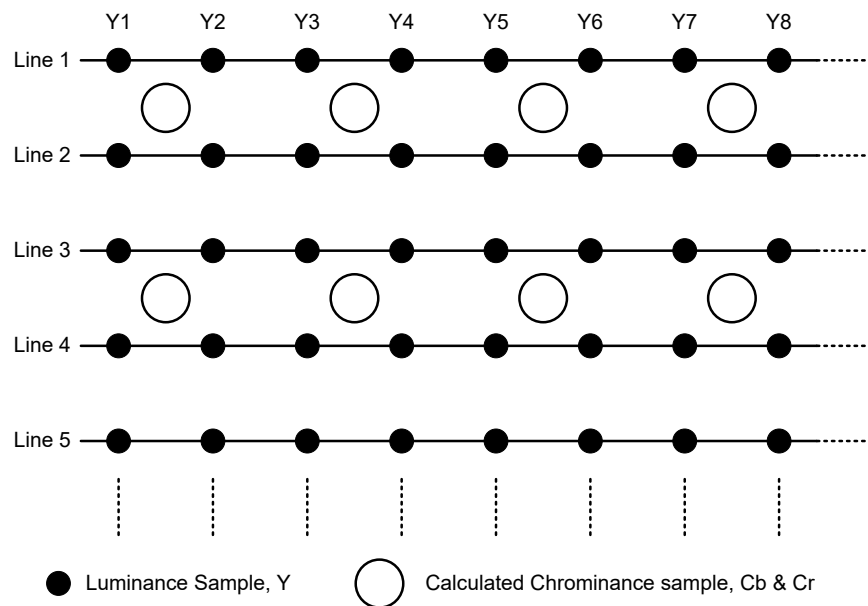 Y1 Y2 Y3 Y4 Y5 Y6 Y7 Y8
Line 1
Line 2
Line 3
Line 4
Line 5
Luminance Sample, Y Calculated Chrominance sample, Cb & Cr